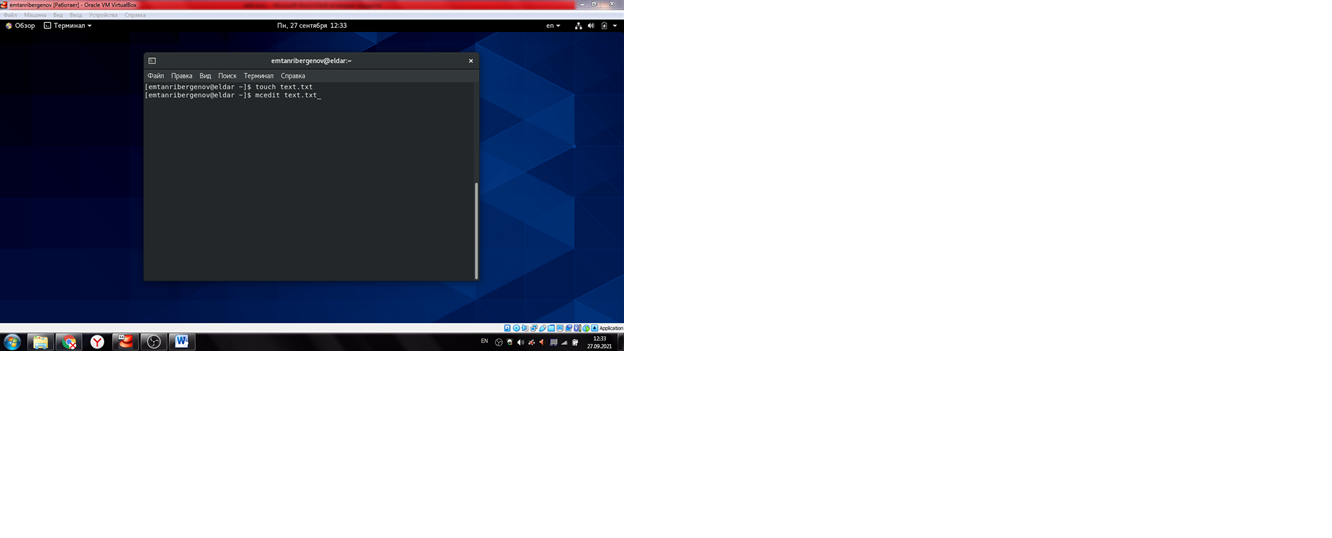 emtanribergenov [Работает] - Oracle VM VirtualBox
Файл Машина Вид Ввод Устройства Справка
Обзор Терминал Пн, 27 сентября 12:33 en
emtanribergenov@eldar:~
Файл Правка Вид Поиск Терминал Справка
[emtanribergenov@eldar ~]$ touch text.txt
[emtanribergenov@eldar ~]$ mcedit text.txt_
Application
EN 12:33
27.09.2021